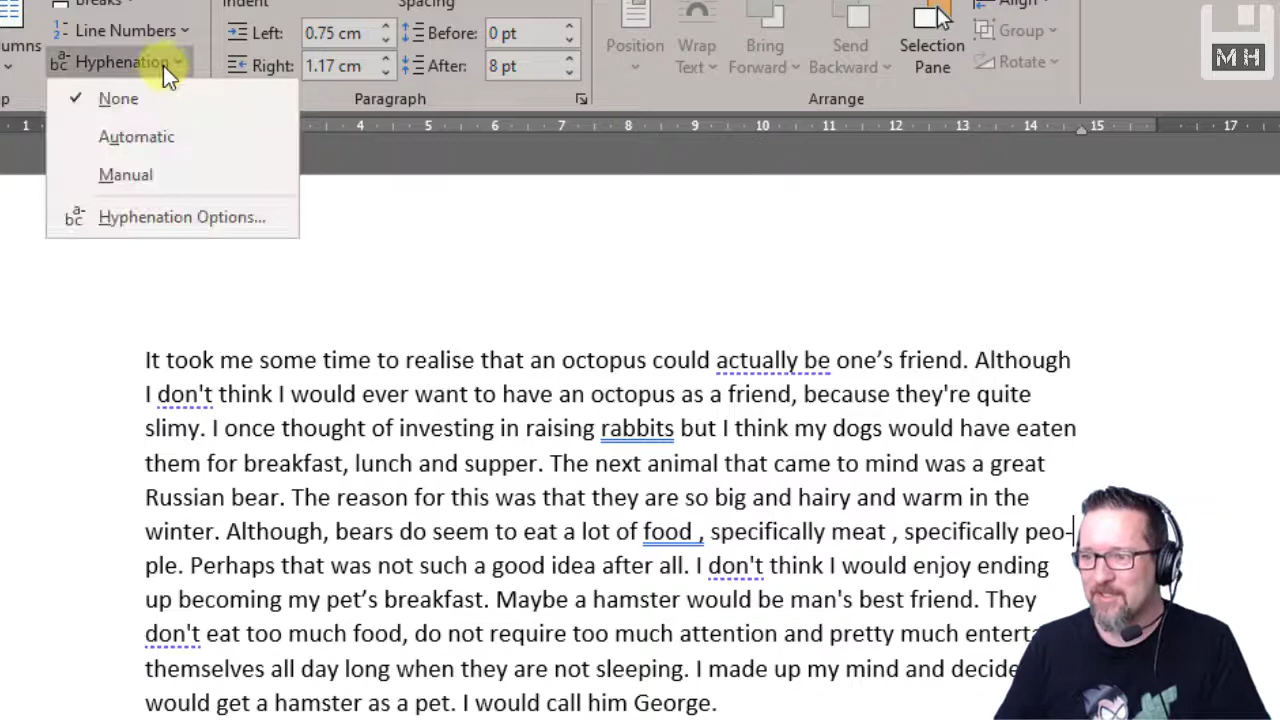 Breaks
Indent
Spacing
Align
Line Numbers
Left:
0.75 cm
Before:
0 pt
Position
Wrap
Text
Bring
Forward
Send
Backward
Selection
Pane
Group
Rotate
MH
Hyphenation
Right:
1.17 cm
After:
8 pt
Paragraph
Arrange
None
Automatic
Manual
Hyphenation Options...
1 4 5 6 7 8 9 10 11 12 13 14 15 17
It took me some time to realise that an octopus could actually be one’s friend. Although
I don't think I would ever want to have an octopus as a friend, because they're quite
slimy. I once thought of investing in raising rabbits but I think my dogs would have eaten
them for breakfast, lunch and supper. The next animal that came to mind was a great
Russian bear. The reason for this was that they are so big and hairy and warm in the
winter. Although, bears do seem to eat a lot of food , specifically meat , specifically peo-
ple. Perhaps that was not such a good idea after all. I don't think I would enjoy ending
up becoming my pet’s breakfast. Maybe a hamster would be man's best friend. They
don't eat too much food, do not require too much attention and pretty much
themselves all day long when they are not sleeping. I made up my mind and
would get a hamster as a pet. I would call him George.